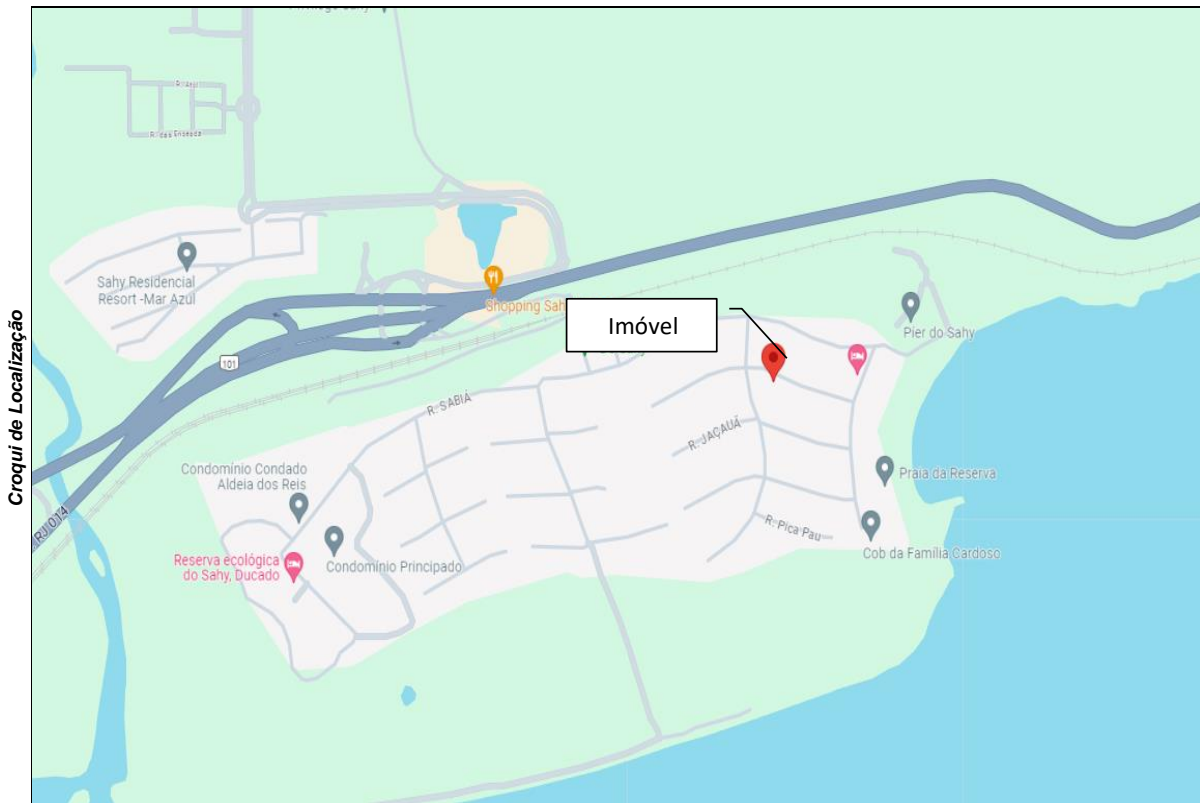 Croqui de Localização
R. Azul
R. das Enseada
Sahy Residencial
Resort -Mar Azul
Shopping Sah
Imóvel
Pier do Sahy
101
R. SABIÁ
R. JAÇAUÃ
Condomínio Condado
Aldeia dos Reis
Praia da Reserva
RJ 014
R. Pica Pau
Cob da Família Cardoso
Reserva ecológica
do Sahy, Ducado
Condomínio Principado